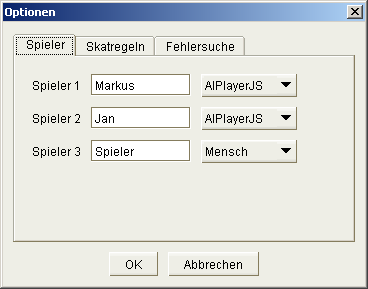 Optionen
Spieler Skatregeln Fehlersuche
Spieler 1 Markus AIPlayerJS
Spieler 2 Jan AIPlayerJS
Spieler 3 Spieler Mensch
OK Abbrechen